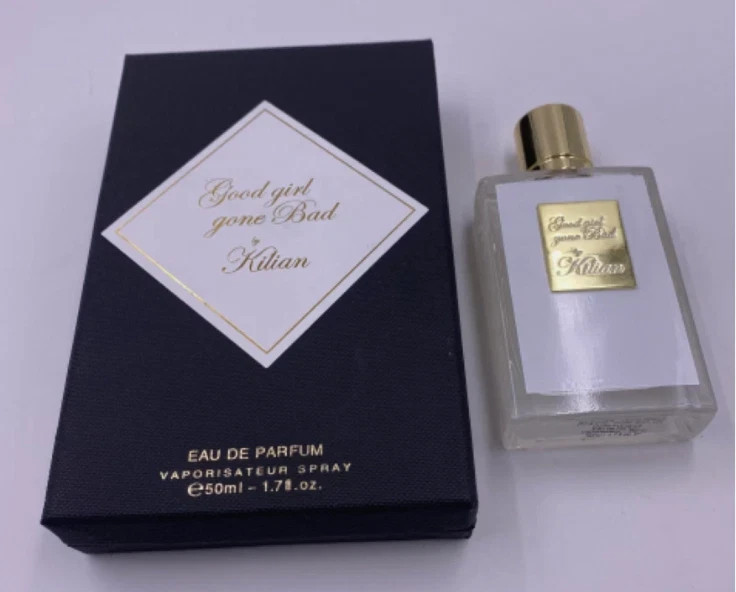 Good girl
gone Bad
by
Kilian
EAU DE PARFUM
VAPORISATEUR SPRAY
℮50ml - 1.7fl.oz.
Good girl
gone Bad
by
Kilian